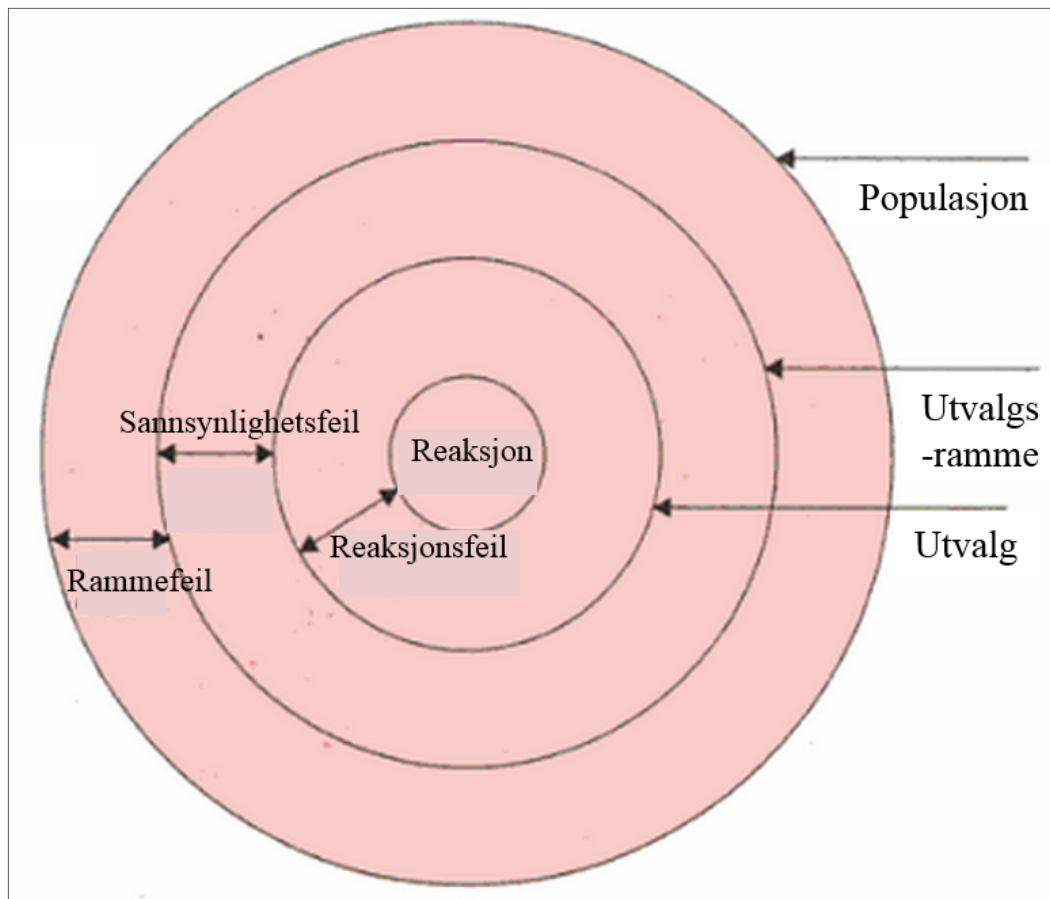 Populasjon
Utvalgs
-ramme
Sannsynlighetsfeil
Reaksjon
Utvalg
Reaksjonsfeil
Rammefeil